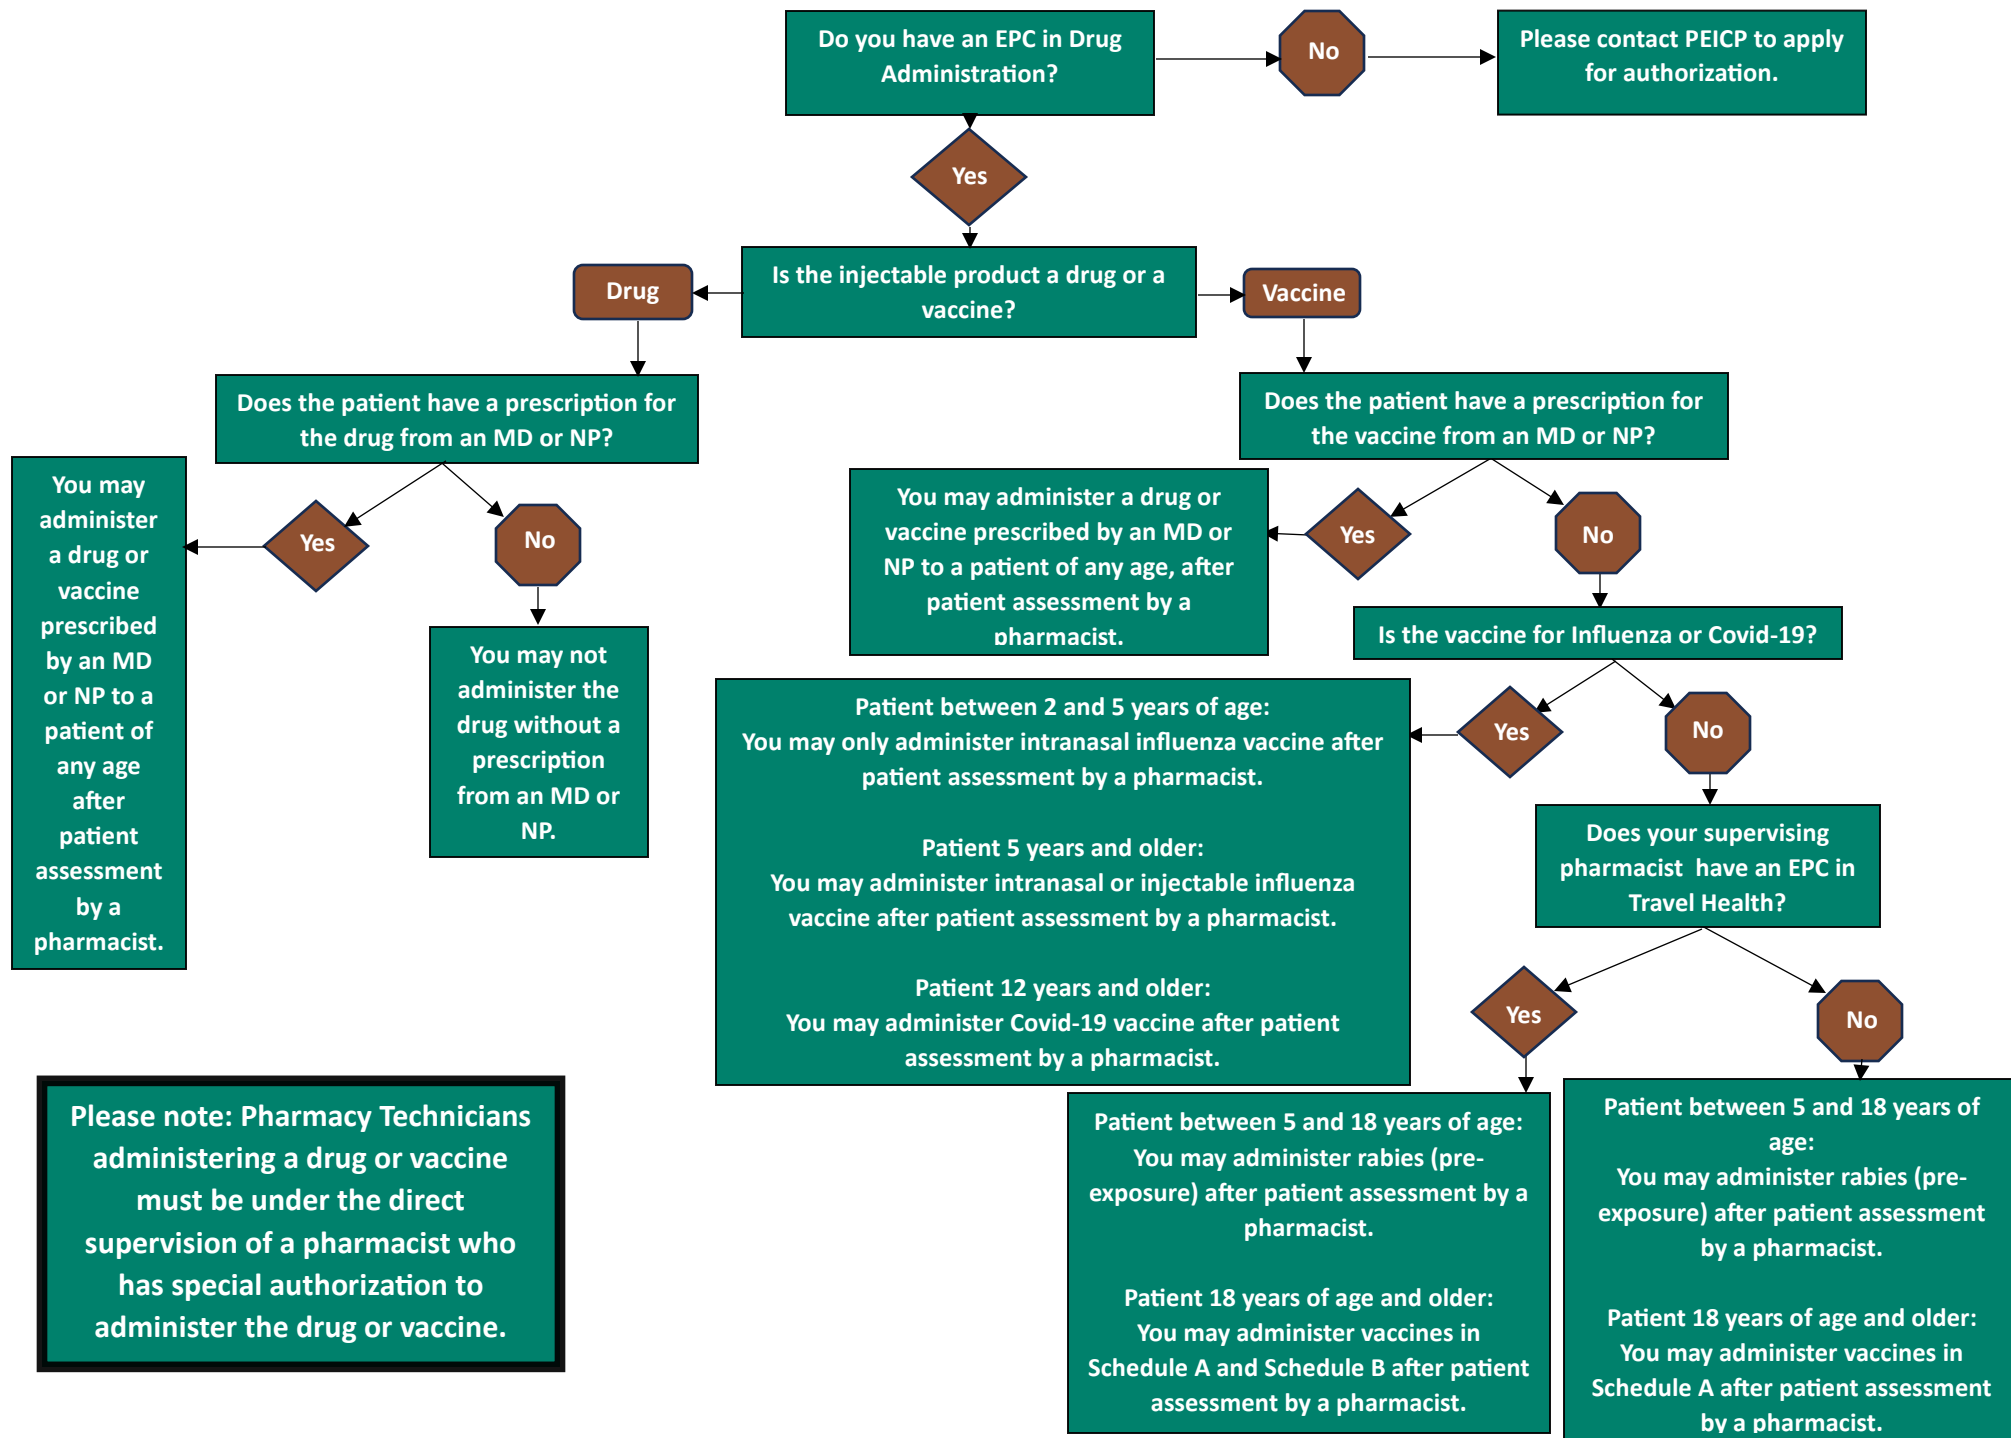 Do you have an EPC in Drug
Administration?
No
Please contact PEICP to apply
for authorization.
Yes
Is the injectable product a drug or a
vaccine?
Drug
Vaccine
Does the patient have a prescription for
the drug from an MD or NP?
Yes
No
You may
administer
a drug or
vaccine
prescribed
by an MD
or NP to a
patient of
any age
after
patient
assessment
by a
pharmacist.
You may not
administer the
drug without a
prescription
from an MD or
NP.
Does the patient have a prescription for
the vaccine from an MD or NP?
Yes
No
You may administer a drug or
vaccine prescribed by an MD or
NP to a patient of any age, after
patient assessment by a
pharmacist.
Is the vaccine for Influenza or Covid-19?
Yes
No
Patient between 2 and 5 years of age:
You may only administer intranasal influenza vaccine after
patient assessment by a pharmacist.
Patient 5 years and older:
You may administer intranasal or injectable influenza
vaccine after patient assessment by a pharmacist.
Patient 12 years and older:
You may administer Covid-19 vaccine after patient
assessment by a pharmacist.
Does your supervising
pharmacist have an EPC in
Travel Health?
Yes
No
Patient between 5 and 18 years of age:
You may administer rabies (pre-
exposure) after patient assessment by a
pharmacist.
Patient 18 years of age and older:
You may administer vaccines in
Schedule A and Schedule B after patient
assessment by a pharmacist.
Patient between 5 and 18 years of
age:
You may administer rabies (pre-
exposure) after patient assessment
by a pharmacist.
Patient 18 years of age and older:
You may administer vaccines in
Schedule A after patient assessment
by a pharmacist.
Please note: Pharmacy Technicians
administering a drug or vaccine
must be under the direct
supervision of a pharmacist who
has special authorization to
administer the drug or vaccine.